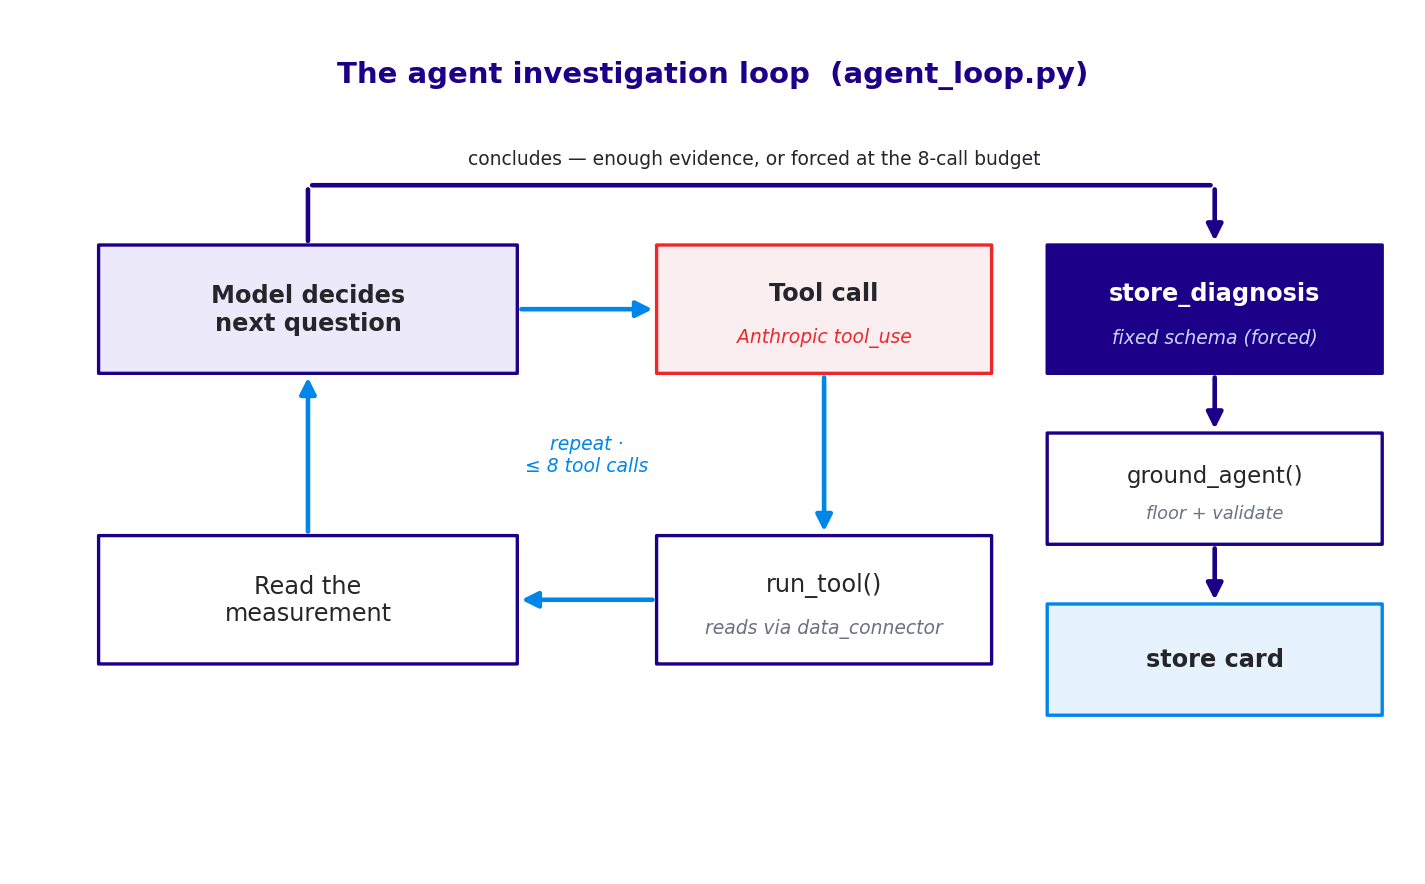 The agent investigation loop  (agent_loop.py)
concludes — enough evidence, or forced at the 8-call budget
Model decides
next question
Tool call
Anthropic tool_use
store_diagnosis
fixed schema (forced)
repeat ·
≤ 8 tool calls
ground_agent()
floor + validate
Read the
measurement
run_tool()
reads via data_connector
store card